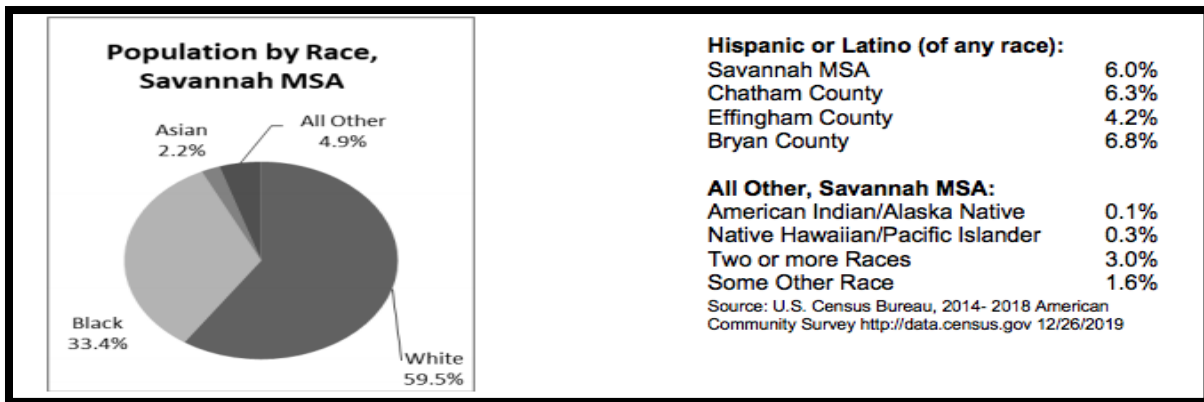 Population by Race,
Savannah MSA
Asian
2.2%
All Other
4.9%
Black
33.4%
White
59.5%
Hispanic or Latino (of any race):
Savannah MSA 6.0%
Chatham County 6.3%
Effingham County 4.2%
Bryan County 6.8%
All Other, Savannah MSA:
American Indian/Alaska Native 0.1%
Native Hawaiian/Pacific Islander 0.3%
Two or more Races 3.0%
Some Other Race 1.6%
Source: U.S. Census Bureau, 2014- 2018 American
Community Survey http://data.census.gov 12/26/2019